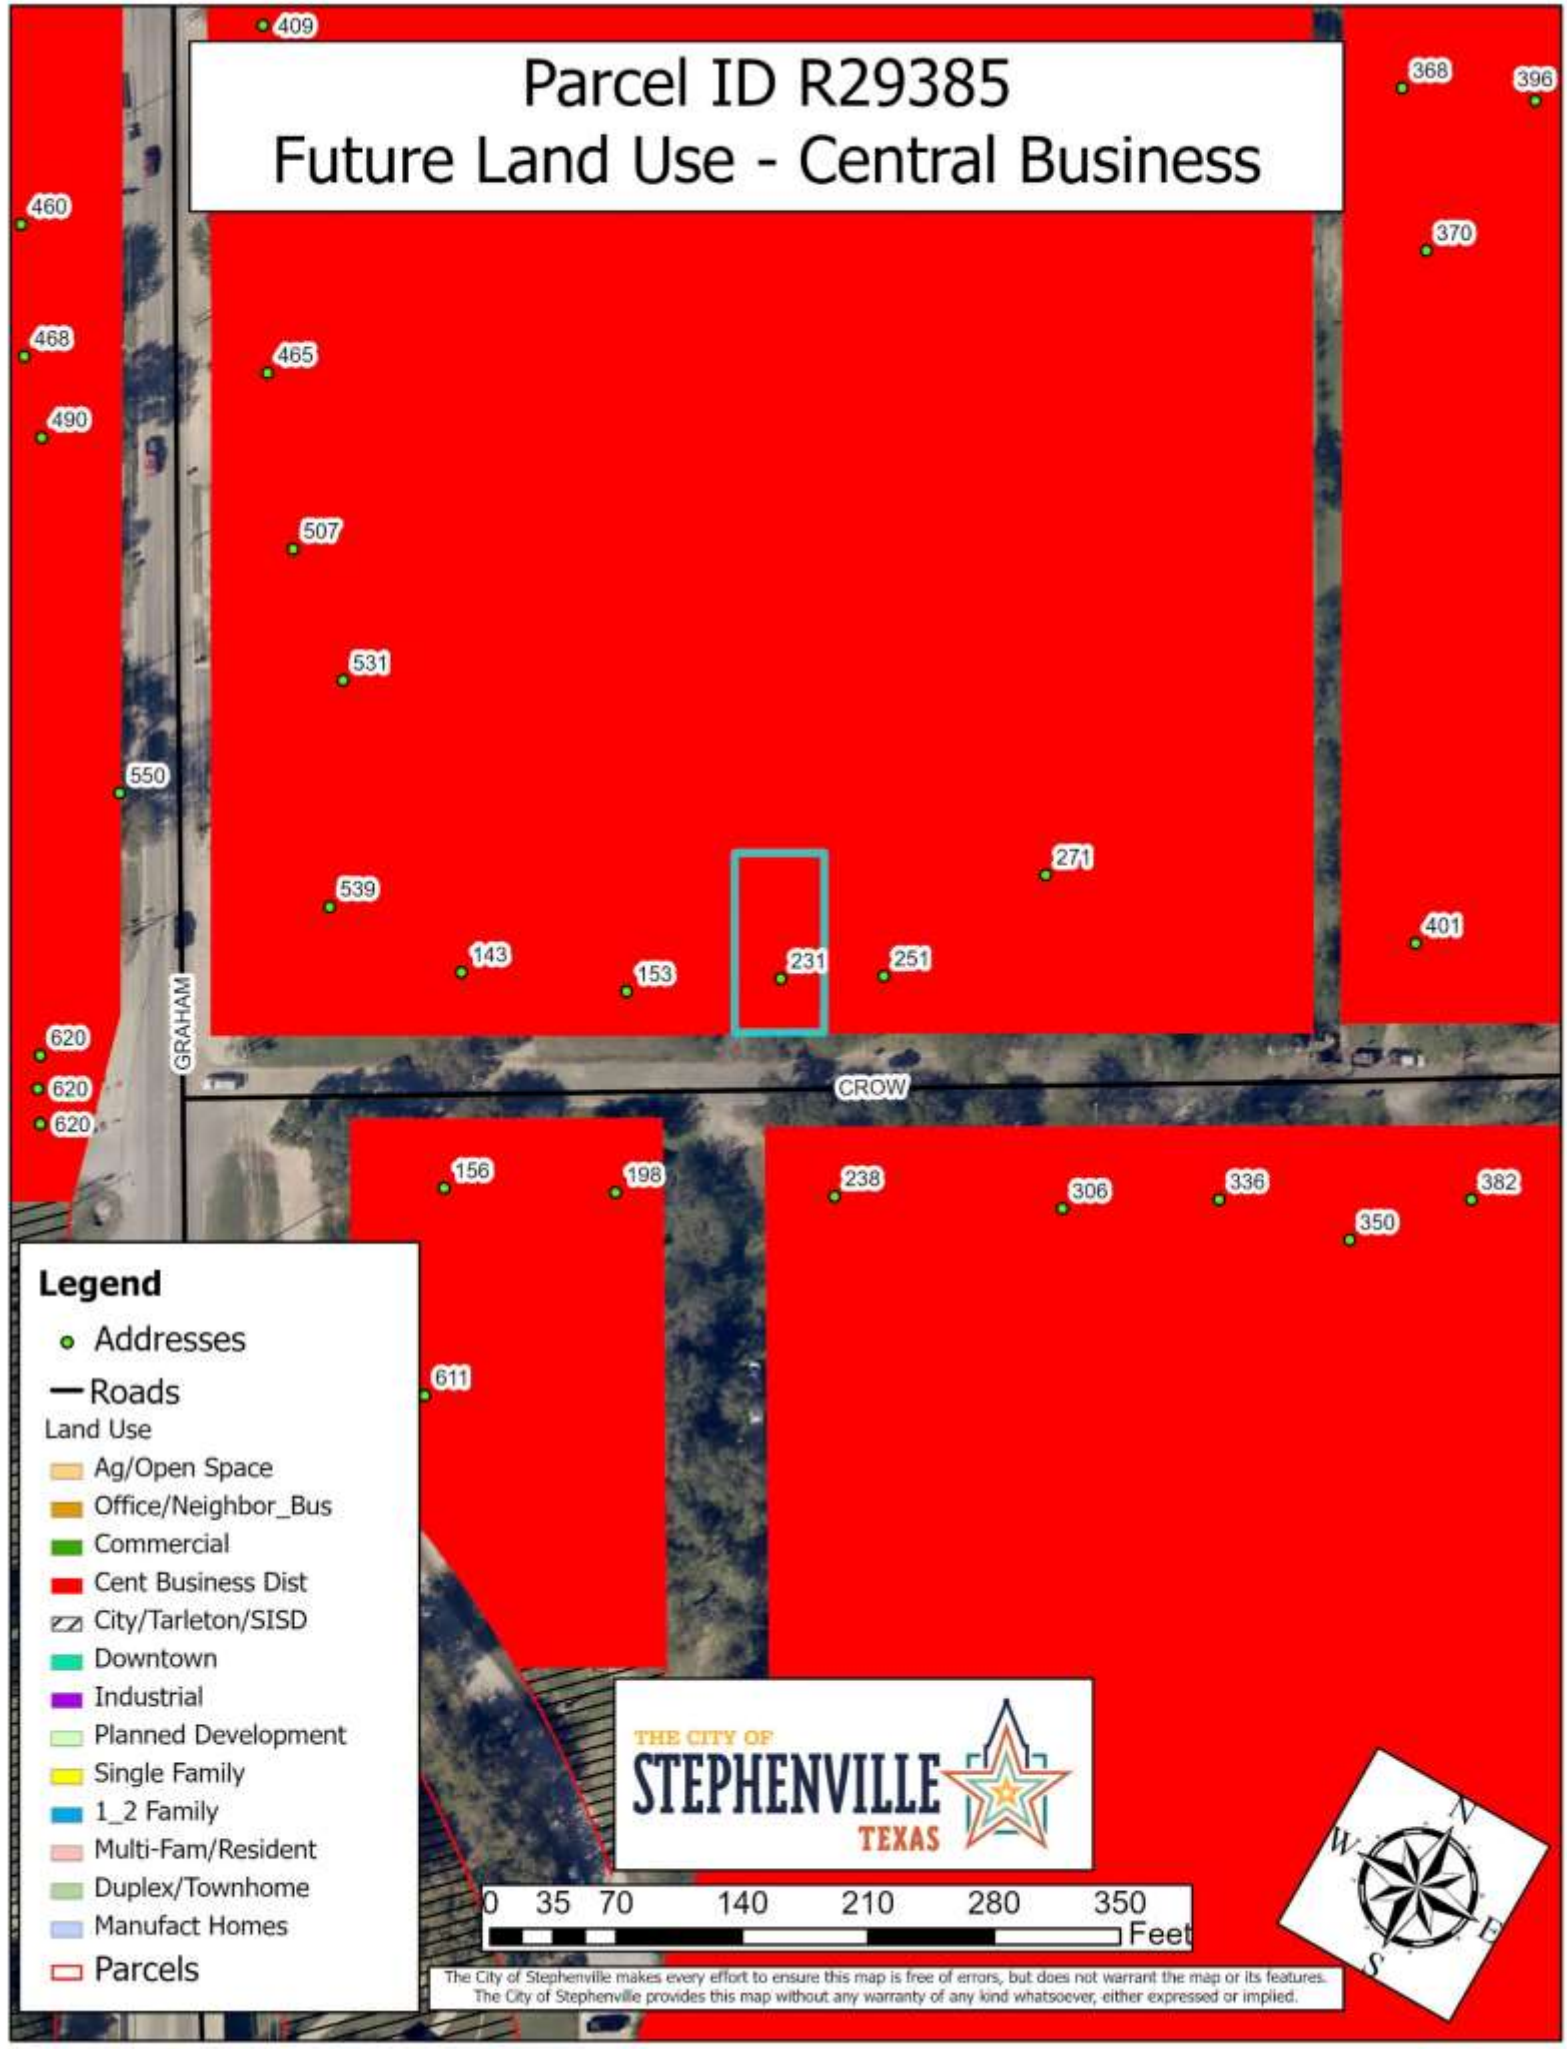 409
Parcel ID R29385
Future Land Use - Central Business
368
396
460
370
468
465
490
507
531
550
271
539
401
143
153
231
251
GRAHAM
620
620
620
CROW
156
198
238
306
336
350
382
611
Legend
Addresses
Roads
Land Use
Ag/Open Space
Office/Neighbor_Bus
Commercial
Cent Business Dist
City/Tarleton/SISD
Downtown
Industrial
Planned Development
Single Family
1_2 Family
Multi-Fam/Resident
Duplex/Townhome
Manufact Homes
Parcels
THE CITY OF
STEPHENVILLE
TEXAS
N
W
E
S
0 35 70 140 210 280 350
Feet
The City of Stephenville makes every effort to ensure this map is free of errors, but does not warrant the map or its features.
The City of Stephenville provides this map without any warranty of any kind whatsoever, either expressed or implied.